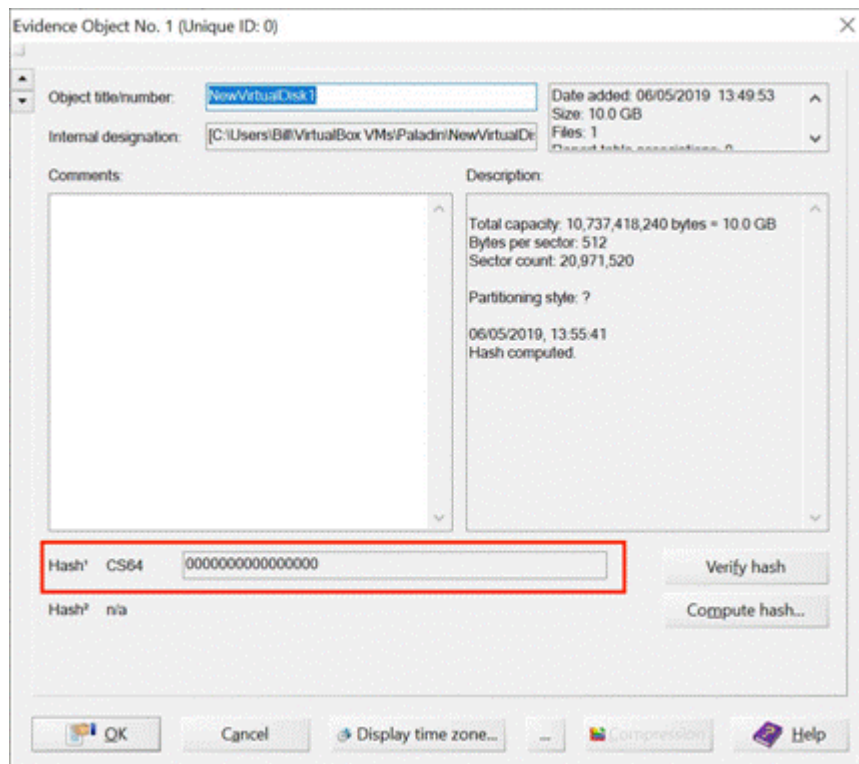 Evidence Object No. 1 (Unique ID: 0)
Object title/number: NewVirtualDisk1
Date added: 06/05/2019 13:49:53
Size: 10.0 GB
Files: 1
Report table associations: 0
Internal designation: [C:\Users\Bill\VirtualBox VMs\Paladin\NewVirtualDi
Comments:
Description:
Total capacity: 10,737,418,240 bytes = 10.0 GB
Bytes per sector: 512
Sector count: 20,971,520
Partitioning style: ?
06/05/2019, 13:55:41
Hash computed.
Hash¹ CS64 0000000000000000
Verify hash
Hash² n/a
Compute hash...
OK
Cancel
Display time zone...
...
Compression
Help